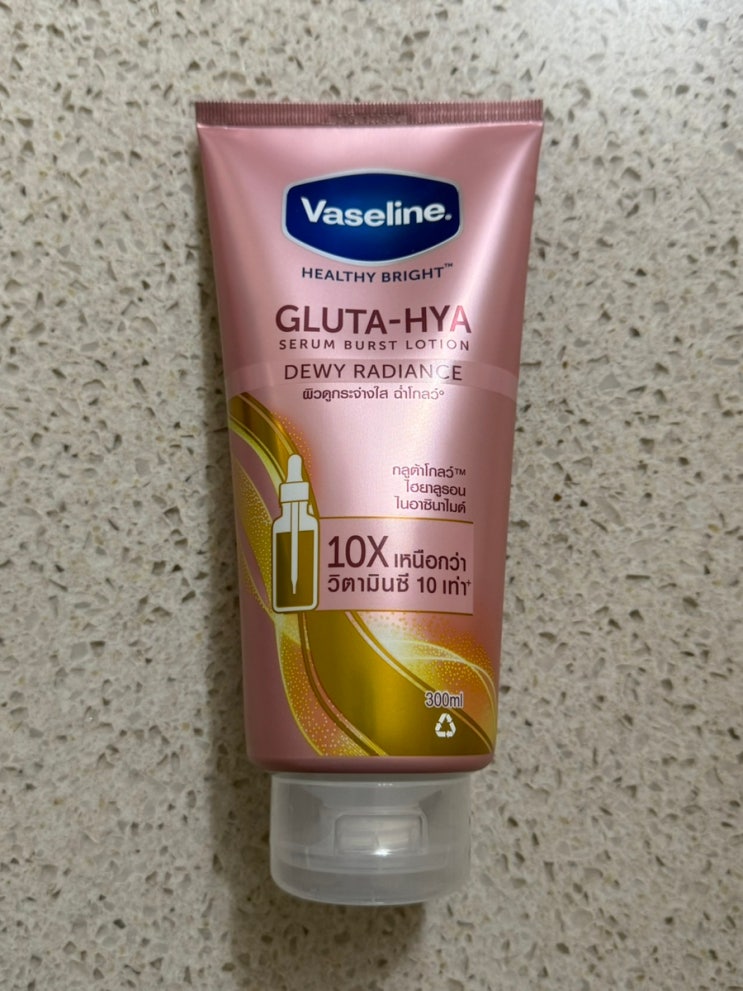 Vaseline.
HEALTHY BRIGHT™
GLUTA-HYA
SERUM BURST LOTION
DEWY RADIANCE
ผิวดูกระจ่างใส ฉ่ำโกลว์°
กลูต้าโกลว์™
ไฮยาลูรอน
ไนอาซินาไมด์
10X เหนือกว่า
วิตามินซี 10 เท่า⁺
300ml